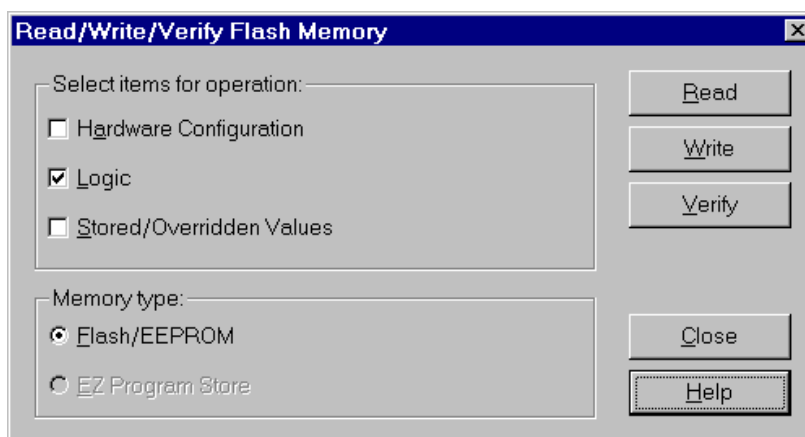 Read/Write/Verify Flash Memory
Select items for operation:
Hardware Configuration
Logic
Stored/Overridden Values
Memory type:
Flash/EEPROM
EZ Program Store
Read
Write
Verify
Close
Help